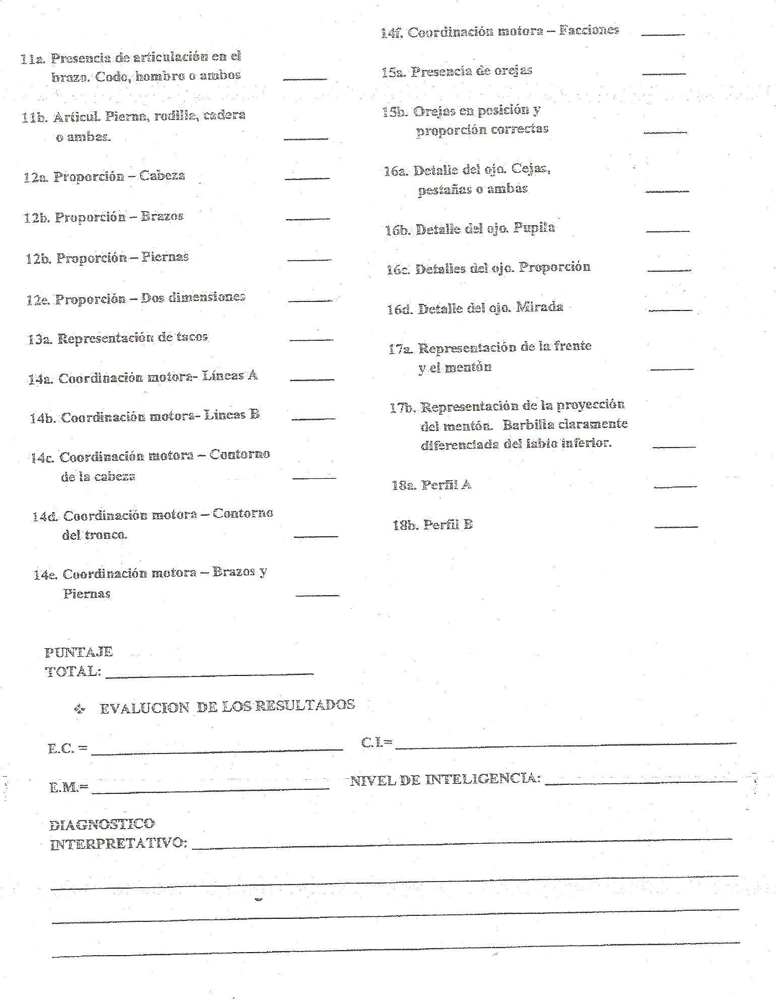 11a. Presencia de articulación en el
brazo. Codo, hombro o ambos ______
11b. Articul. Pierna, rodilla, cadera
o ambas. ______
12a. Proporción – Cabeza ______
12b. Proporción – Brazos ______
12b. Proporción – Piernas ______
12e. Proporción – Dos dimensiones ______
13a. Representación de tacos ______
14a. Coordinación motora- Líneas A ______
14b. Coordinación motora- Líneas B ______
14c. Coordinación motora – Contorno
de la cabeza ______
14d. Coordinación motora – Contorno
del tronco. ______
14e. Coordinación motora – Brazos y
Piernas ______
14f. Coordinación motora – Facciones ______
15a. Presencia de orejas ______
15b. Orejas en posición y
proporción correctas ______
16a. Detalle del ojo. Cejas,
pestañas o ambas ______
16b. Detalle del ojo. Pupila ______
16c. Detalles del ojo. Proporción ______
16d. Detalle del ojo. Mirada ______
17a. Representación de la frente
y el mentón ______
17b. Representación de la proyección
del mentón. Barbilla claramente
diferenciada del labio inferior. ______
18a. Perfil A ______
18b. Perfil B ______
PUNTAJE
TOTAL: ______
❖ EVALUCION DE LOS RESULTADOS
E.C. = ______ C.I.= ______
E.M.= ______ NIVEL DE INTELIGENCIA: ______
DIAGNOSTICO
INTERPRETATIVO: ______